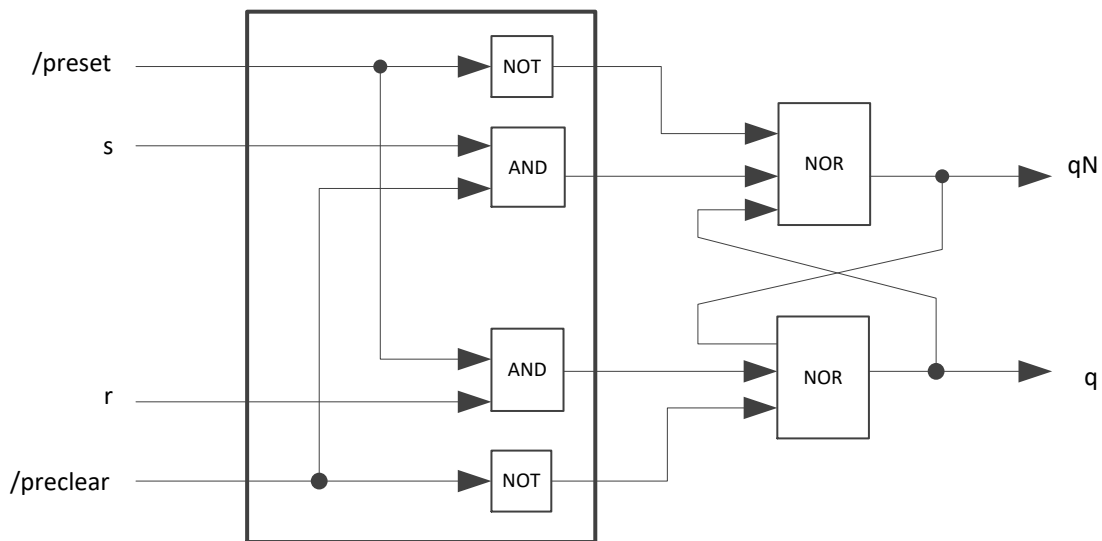 /preset
NOT
s
AND
NOR
qN
AND
NOR
q
r
/preclear
NOT